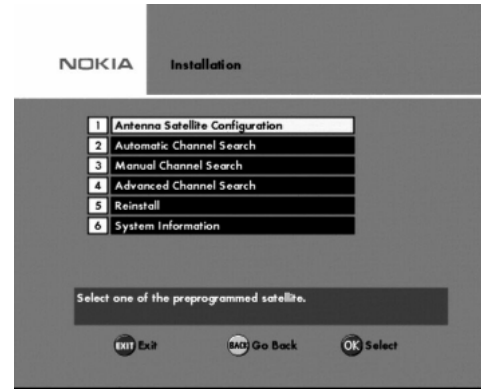 NOKIA
Installation
1 Antenna Satellite Configuration
2 Automatic Channel Search
3 Manual Channel Search
4 Advanced Channel Search
5 Reinstall
6 System Information
Select one of the preprogrammed satellite.
EXIT Exit BACK Go Back OK Select